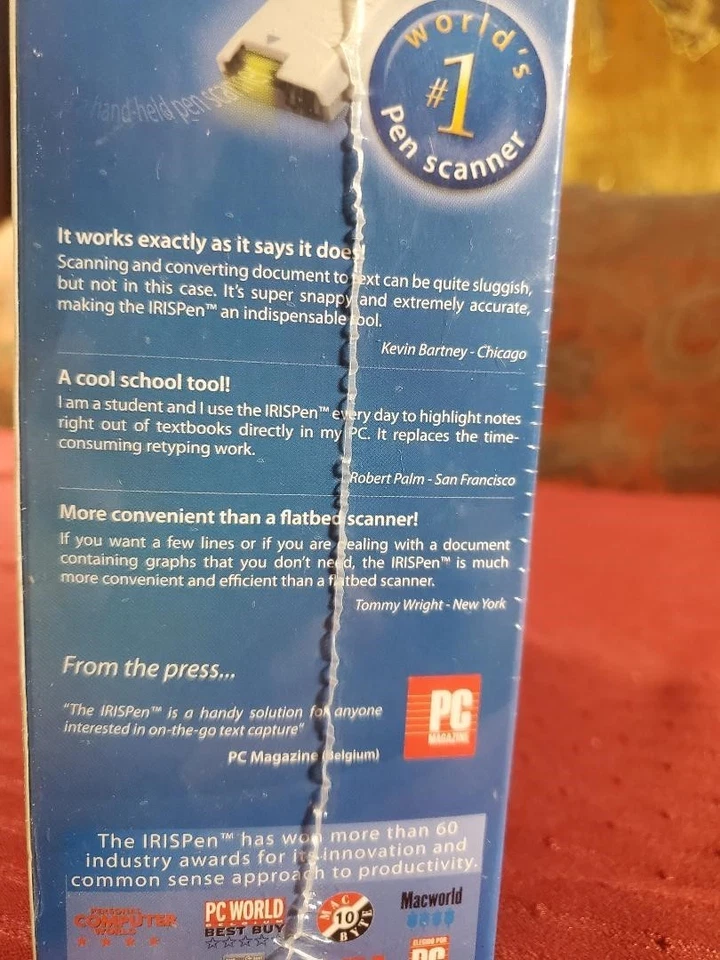 hand-held pen
world's
#1
pen scanner
It works exactly as it says it does!
Scanning and converting document to text can be quite sluggish,
but not in this case. It's super snappy and extremely accurate,
making the IRISPen™ an indispensable tool.
Kevin Bartney - Chicago
A cool school tool!
I am a student and I use the IRISPen™ every day to highlight notes
right out of textbooks directly in my PC. It replaces the time-
consuming retyping work.
Robert Palm - San Francisco
More convenient than a flatbed scanner!
If you want a few lines or if you are dealing with a document
containing graphs that you don't need, the IRISPen™ is much
more convenient and efficient than a flatbed scanner.
Tommy Wright - New York
From the press...
"The IRISPen™ is a handy solution for anyone
interested in on-the-go text capture"
PC
MAGAZINE
PC Magazine (Belgium)
The IRISPen™ has won more than 60
industry awards for its innovation and
common sense approach to productivity.
PERSONAL
COMPUTER
WORLD
PC WORLD
BEST BUY
MAC
10
BYTE
Macworld
PC